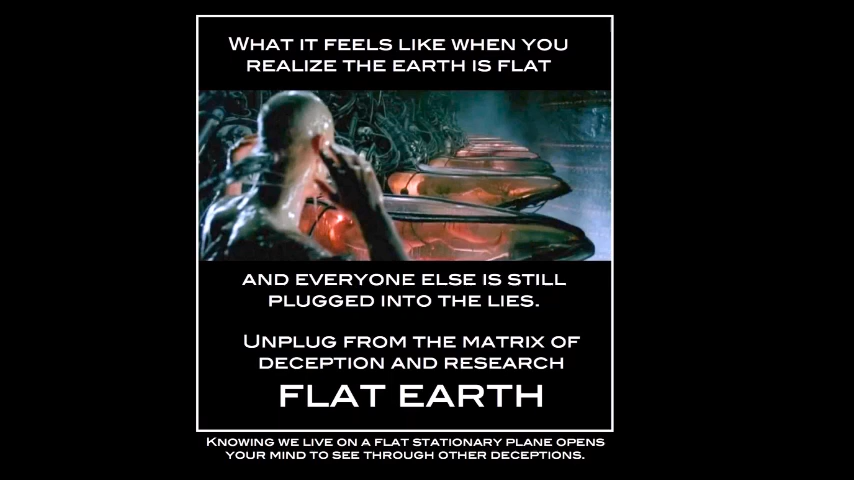 What it feels like when you
realize the earth is flat
and everyone else is still
plugged into the lies.
Unplug from the matrix of
deception and research
FLAT EARTH
Knowing we live on a flat stationary plane opens
your mind to see through other deceptions.